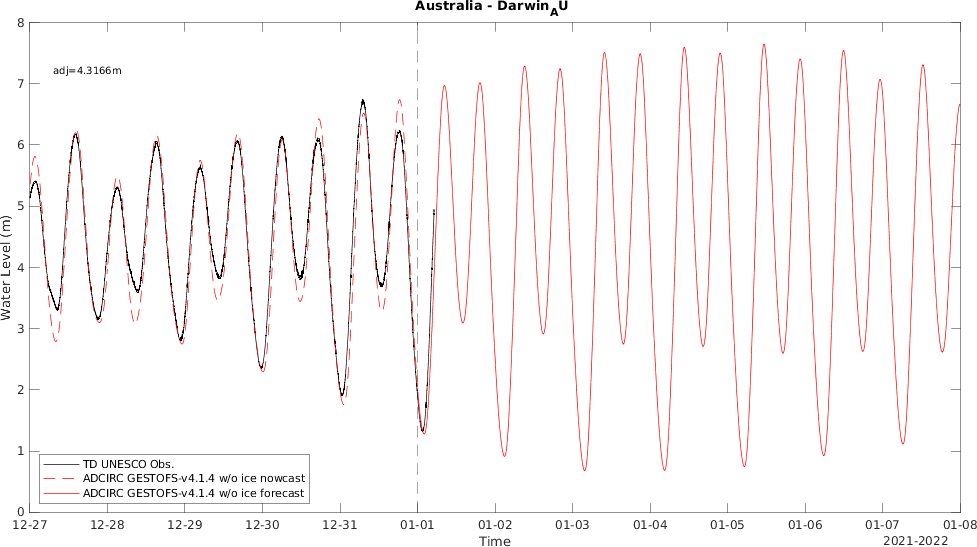 Australia - Darwin_AU
8
adj=4.3166m
7
6
5
4
3
2
1
0
Water Level (m)
TD UNESCO Obs.
ADCIRC GESTOFS-v4.1.4 w/o ice nowcast
ADCIRC GESTOFS-v4.1.4 w/o ice forecast
12-27 12-28 12-29 12-30 12-31 01-01 01-02 01-03 01-04 01-05 01-06 01-07 01-08
Time
2021-2022